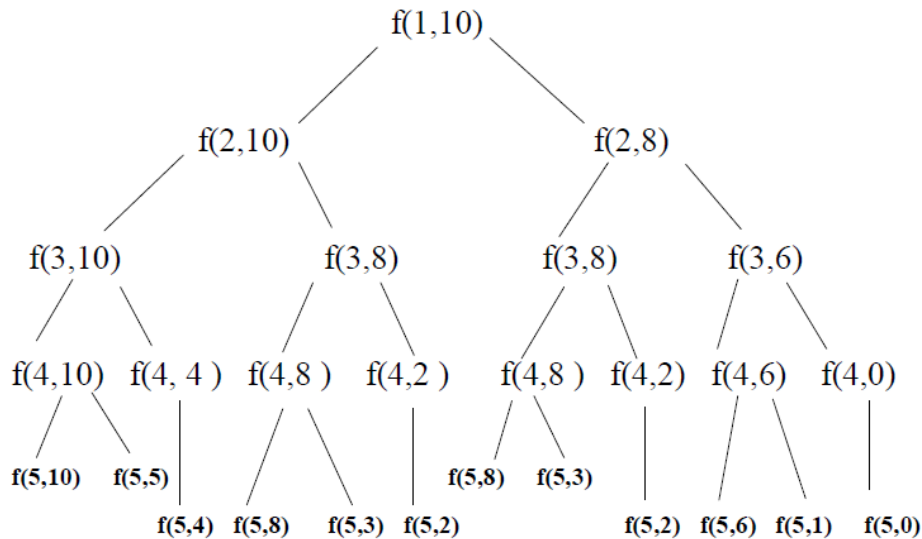 f(1,10)
f(2,10) f(2,8)
f(3,10) f(3,8) f(3,8) f(3,6)
f(4,10) f(4, 4 ) f(4,8 ) f(4,2 ) f(4,8 ) f(4,2) f(4,6) f(4,0)
f(5,10) f(5,5) f(5,8) f(5,3)
f(5,4) f(5,8) f(5,3) f(5,2) f(5,2) f(5,6) f(5,1) f(5,0)